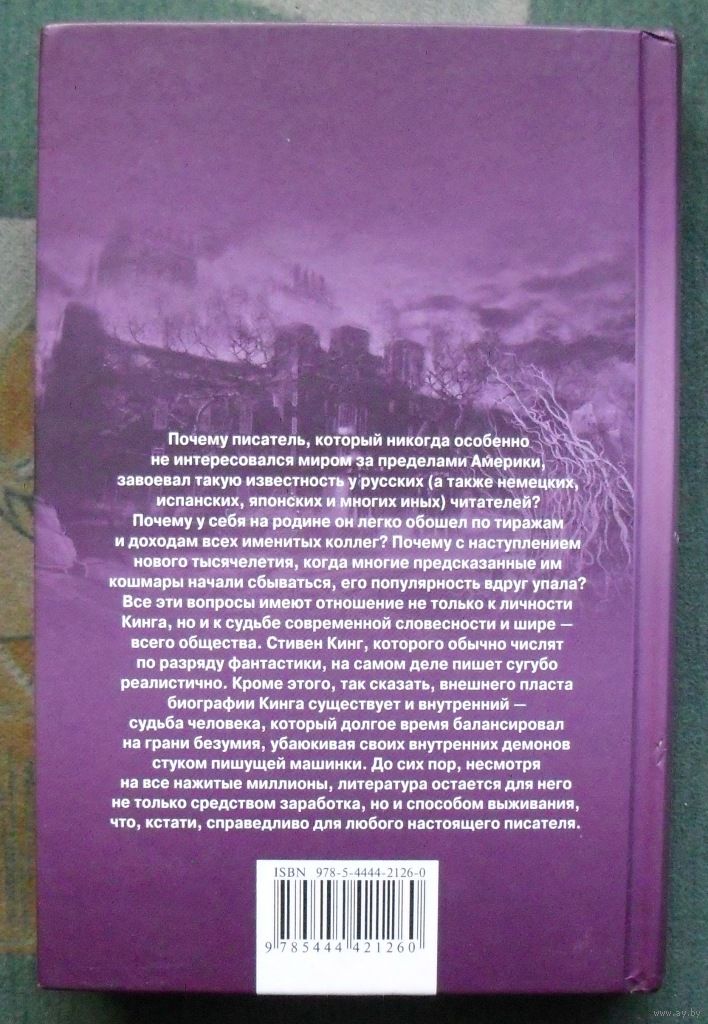 Почему писатель, который никогда особенно
не интересовался миром за пределами Америки,
завоевал такую известность у русских (а также немецких,
испанских, японских и многих иных) читателей?
Почему у себя на родине он легко обошел по тиражам
и доходам всех именитых коллег? Почему с наступлением
нового тысячелетия, когда многие предсказанные им
кошмары начали сбываться, его популярность вдруг упала?
Все эти вопросы имеют отношение не только к личности
Кинга, но и к судьбе современной словесности и шире —
всего общества. Стивен Кинг, которого обычно числят
по разряду фантастики, на самом деле пишет сугубо
реалистично. Кроме этого, так сказать, внешнего пласта
биографии Кинга существует и внутренний —
судьба человека, который долгое время балансировал
на грани безумия, убаюкивая своих внутренних демонов
стуком пишущей машинки. До сих пор, несмотря
на все нажитые миллионы, литература остается для него
не только средством заработка, но и способом выживания,
что, кстати, справедливо для любого настоящего писателя.
ISBN 978-5-4444-2126-0
9 785444 421260
www.ay.by